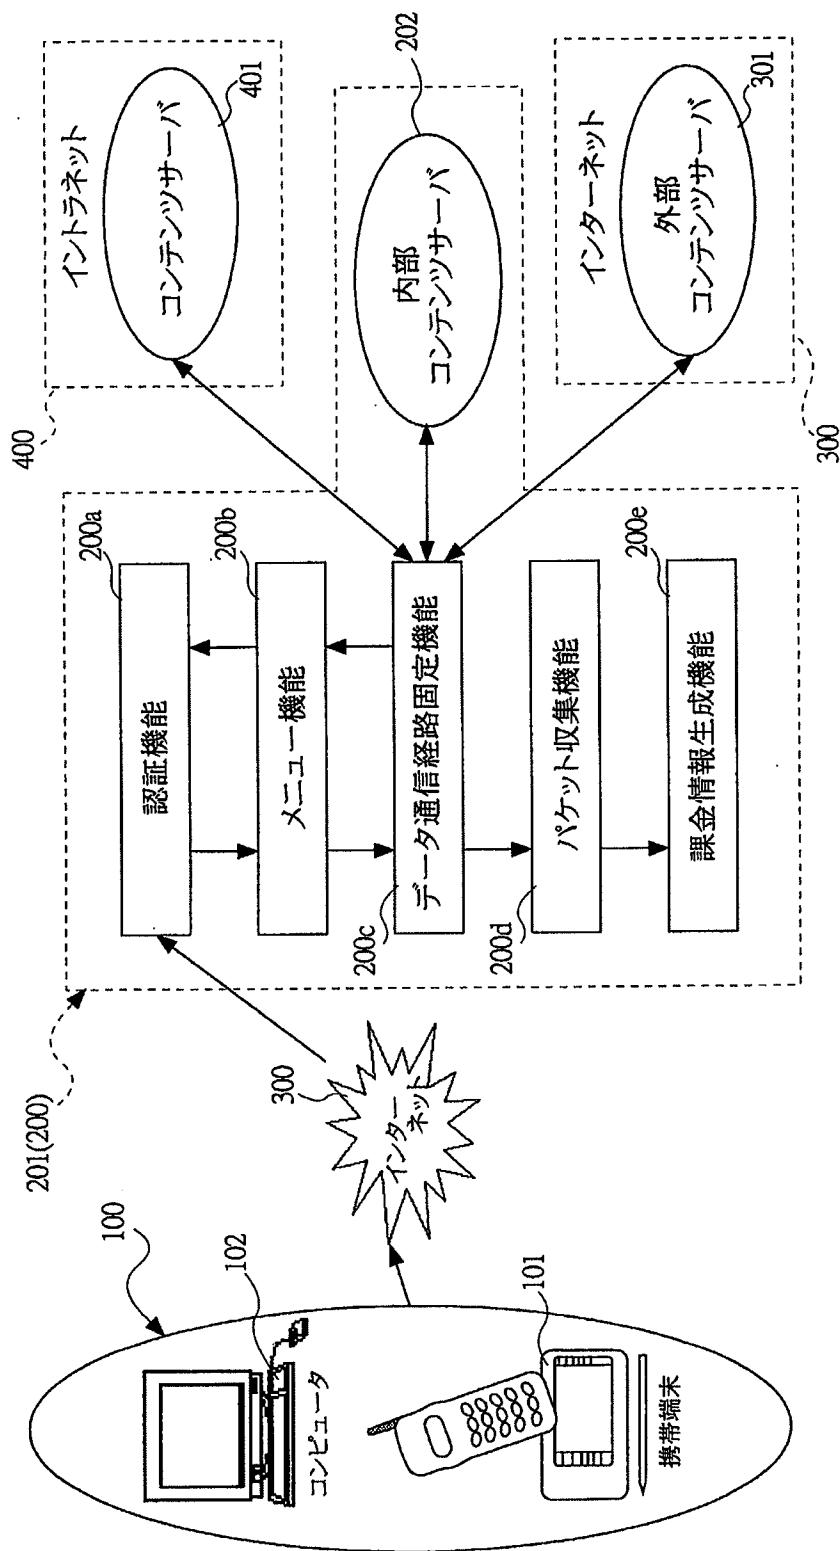 100
102
コンピュータ
101
携帯端末
300
インター
ネット
201(200)
200a
認証機能
200b
メニュー機能
200c
データ通信経路固定機能
200d
パケット収集機能
200e
課金情報生成機能
400
イントラネット
コンテンツサーバ
401
202
内部
コンテンツサーバ
インターネット
外部
コンテンツサーバ
301
300